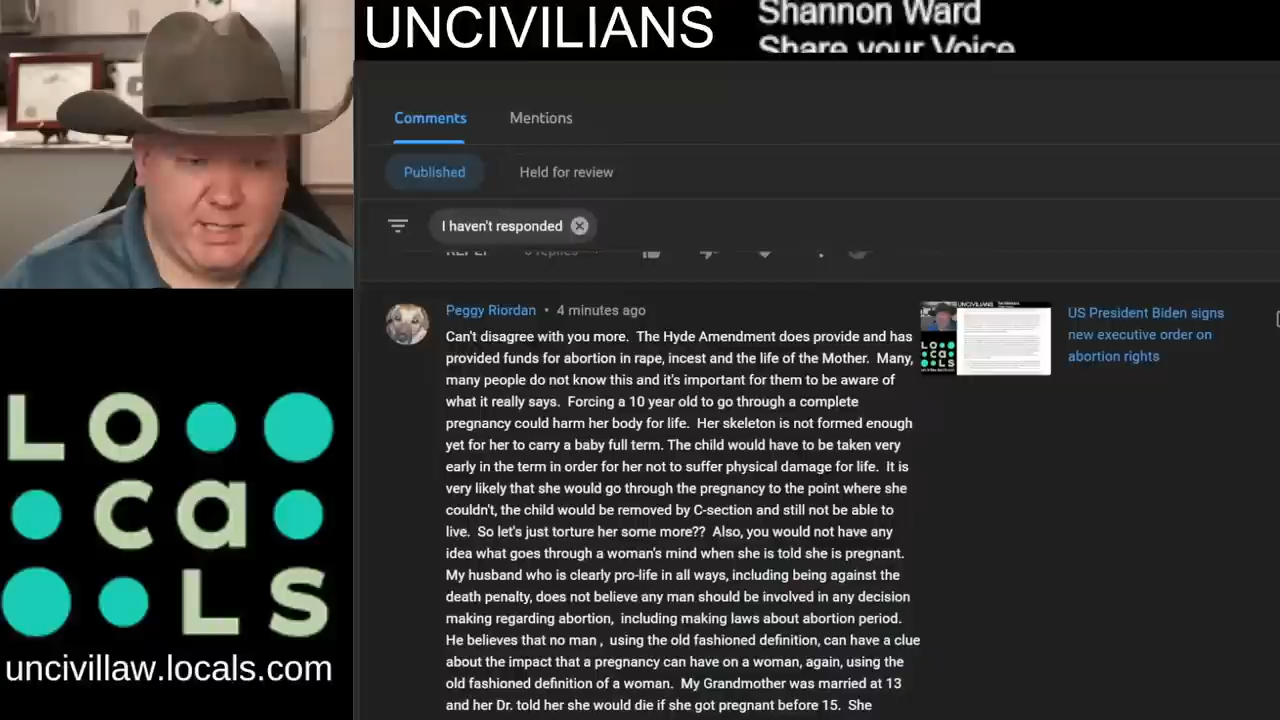 UNCIVILIANS
Shannon Ward
Share your Voice
Comments
Mentions
Published
Held for review
I haven't responded
Peggy Riordan • 4 minutes ago
Can't disagree with you more. The Hyde Amendment does provide and has
provided funds for abortion in rape, incest and the life of the Mother. Many,
many people do not know this and it's important for them to be aware of
what it really says. Forcing a 10 year old to go through a complete
pregnancy could harm her body for life. Her skeleton is not formed enough
yet for her to carry a baby full term. The child would have to be taken very
early in the term in order for her not to suffer physical damage for life. It is
very likely that she would go through the pregnancy to the point where she
couldn't, the child would be removed by C-section and still not be able to
live. So let's just torture her some more?? Also, you would not have any
idea what goes through a woman's mind when she is told she is pregnant.
My husband who is clearly pro-life in all ways, including being against the
death penalty, does not believe any man should be involved in any decision
making regarding abortion, including making laws about abortion period.
He believes that no man , using the old fashioned definition, can have a clue
about the impact that a pregnancy can have on a woman, again, using the
old fashioned definition of a woman. My Grandmother was married at 13
and her Dr. told her she would die if she got pregnant before 15. She
US President Biden signs
new executive order on
abortion rights
LOCALS
uncivillaw.locals.com